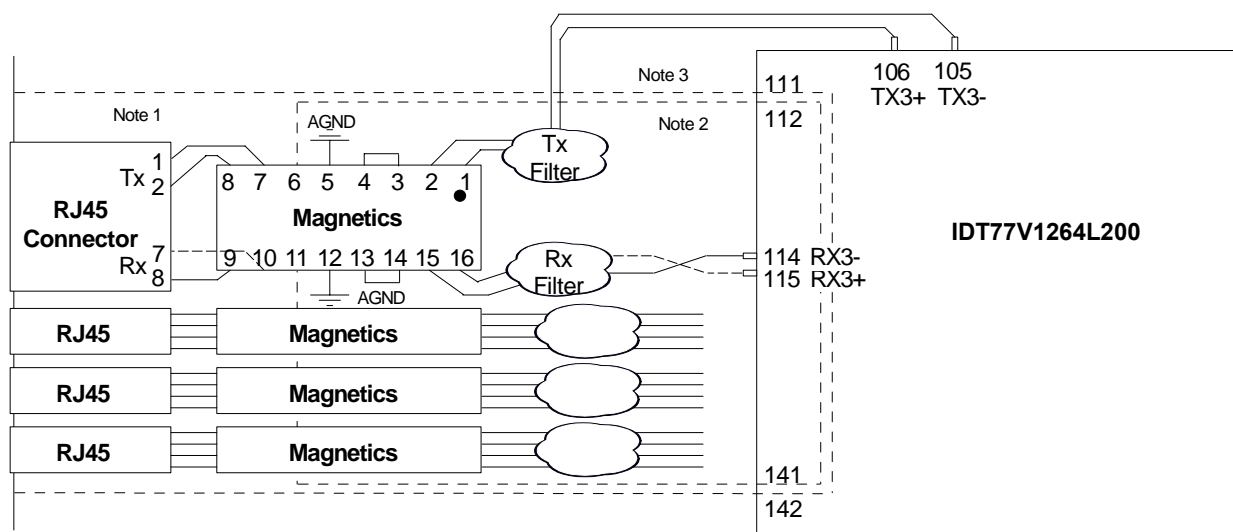 106 105
TX3+ TX3-
Note 3
111
Note 1
Note 2
112
AGND
Tx
Filter
1
Tx 2
8 7 6 5 4 3 2 1
RJ45
Connector
Magnetics
IDT77V1264L200
7
Rx 8
9 10 11 12 13 14 15 16
Rx
Filter
114 RX3-
115 RX3+
AGND
RJ45 Magnetics
RJ45 Magnetics
RJ45 Magnetics
141
142